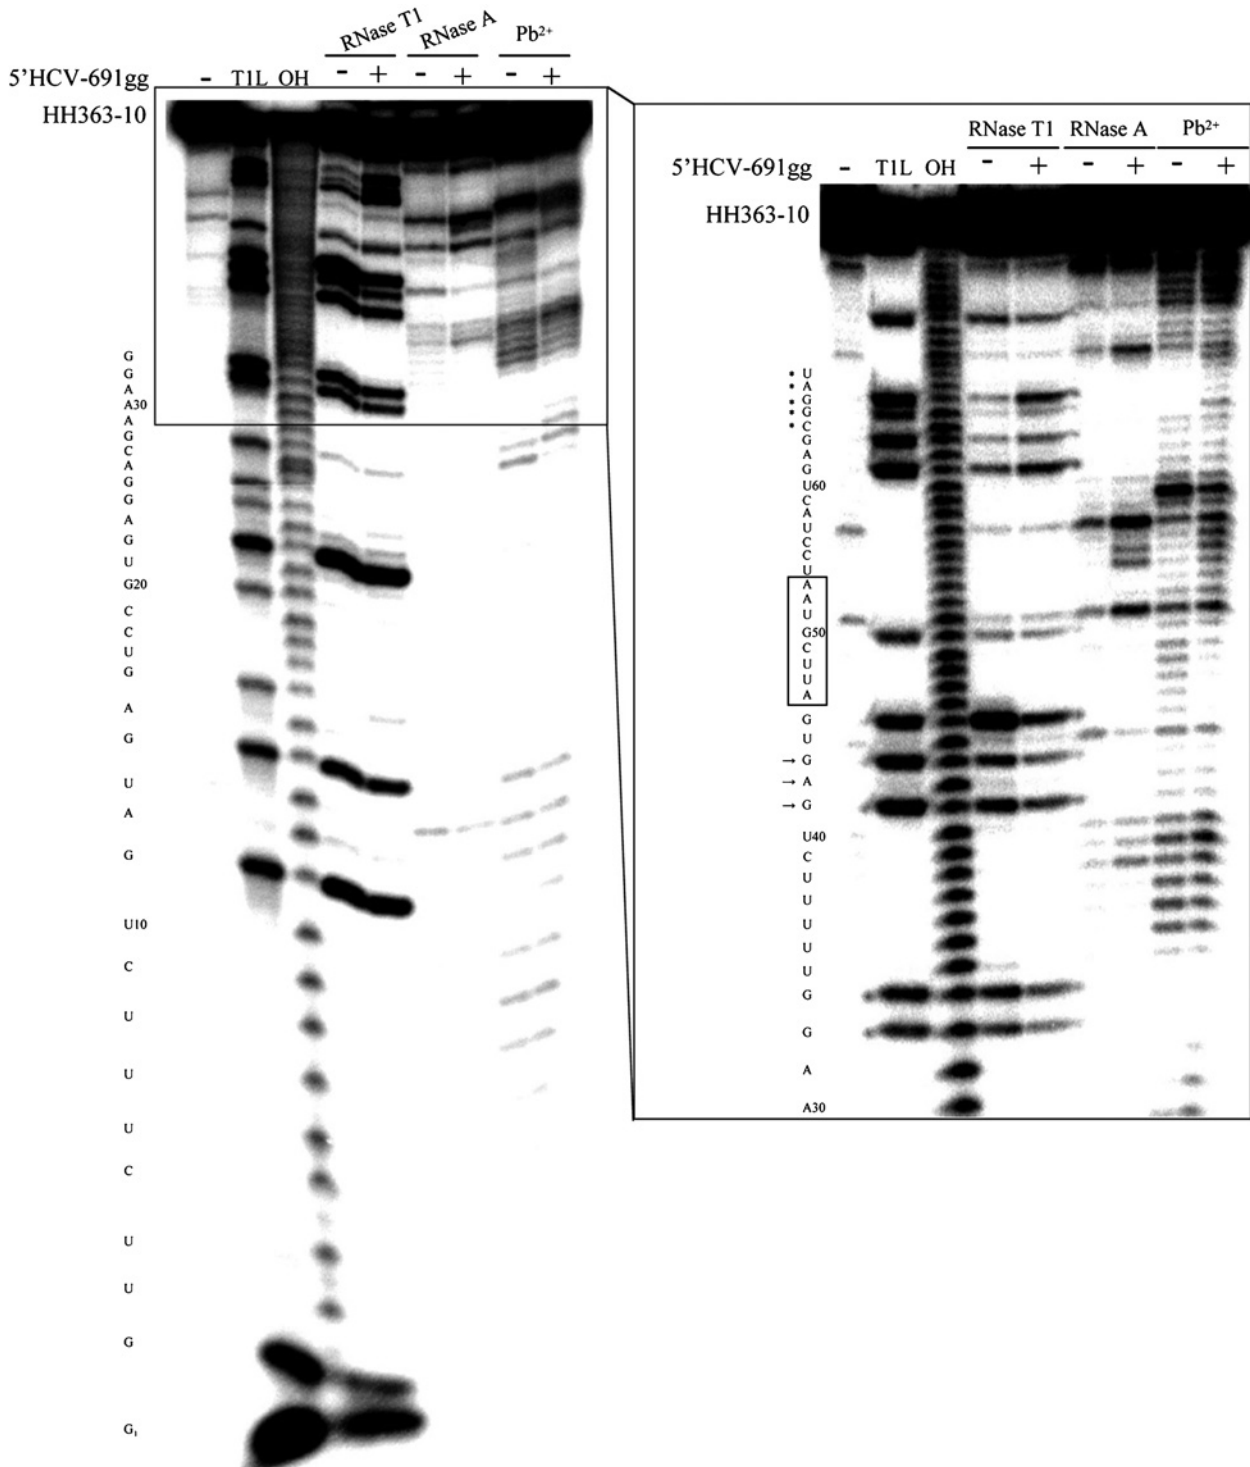 RNase T1 RNase A Pb²⁺
5'HCV-691gg - T1L OH - + - + - +
HH363-10
G
G
A
A30
A
G
C
A
G
G
A
G
U
G20
C
C
U
G
A
G
U
A
G
U10
C
U
U
U
C
U
U
G
G₁
RNase T1 RNase A Pb²⁺
5'HCV-691gg - T1L OH - + - + - +
HH363-10
* U
* A
* G
* G
* C
G
A
G
U60
C
A
U
C
C
U
A
A
U
G50
C
U
U
A
G
U
→ G
→ A
→ G
U40
C
U
U
U
U
U
G
G
A
A30